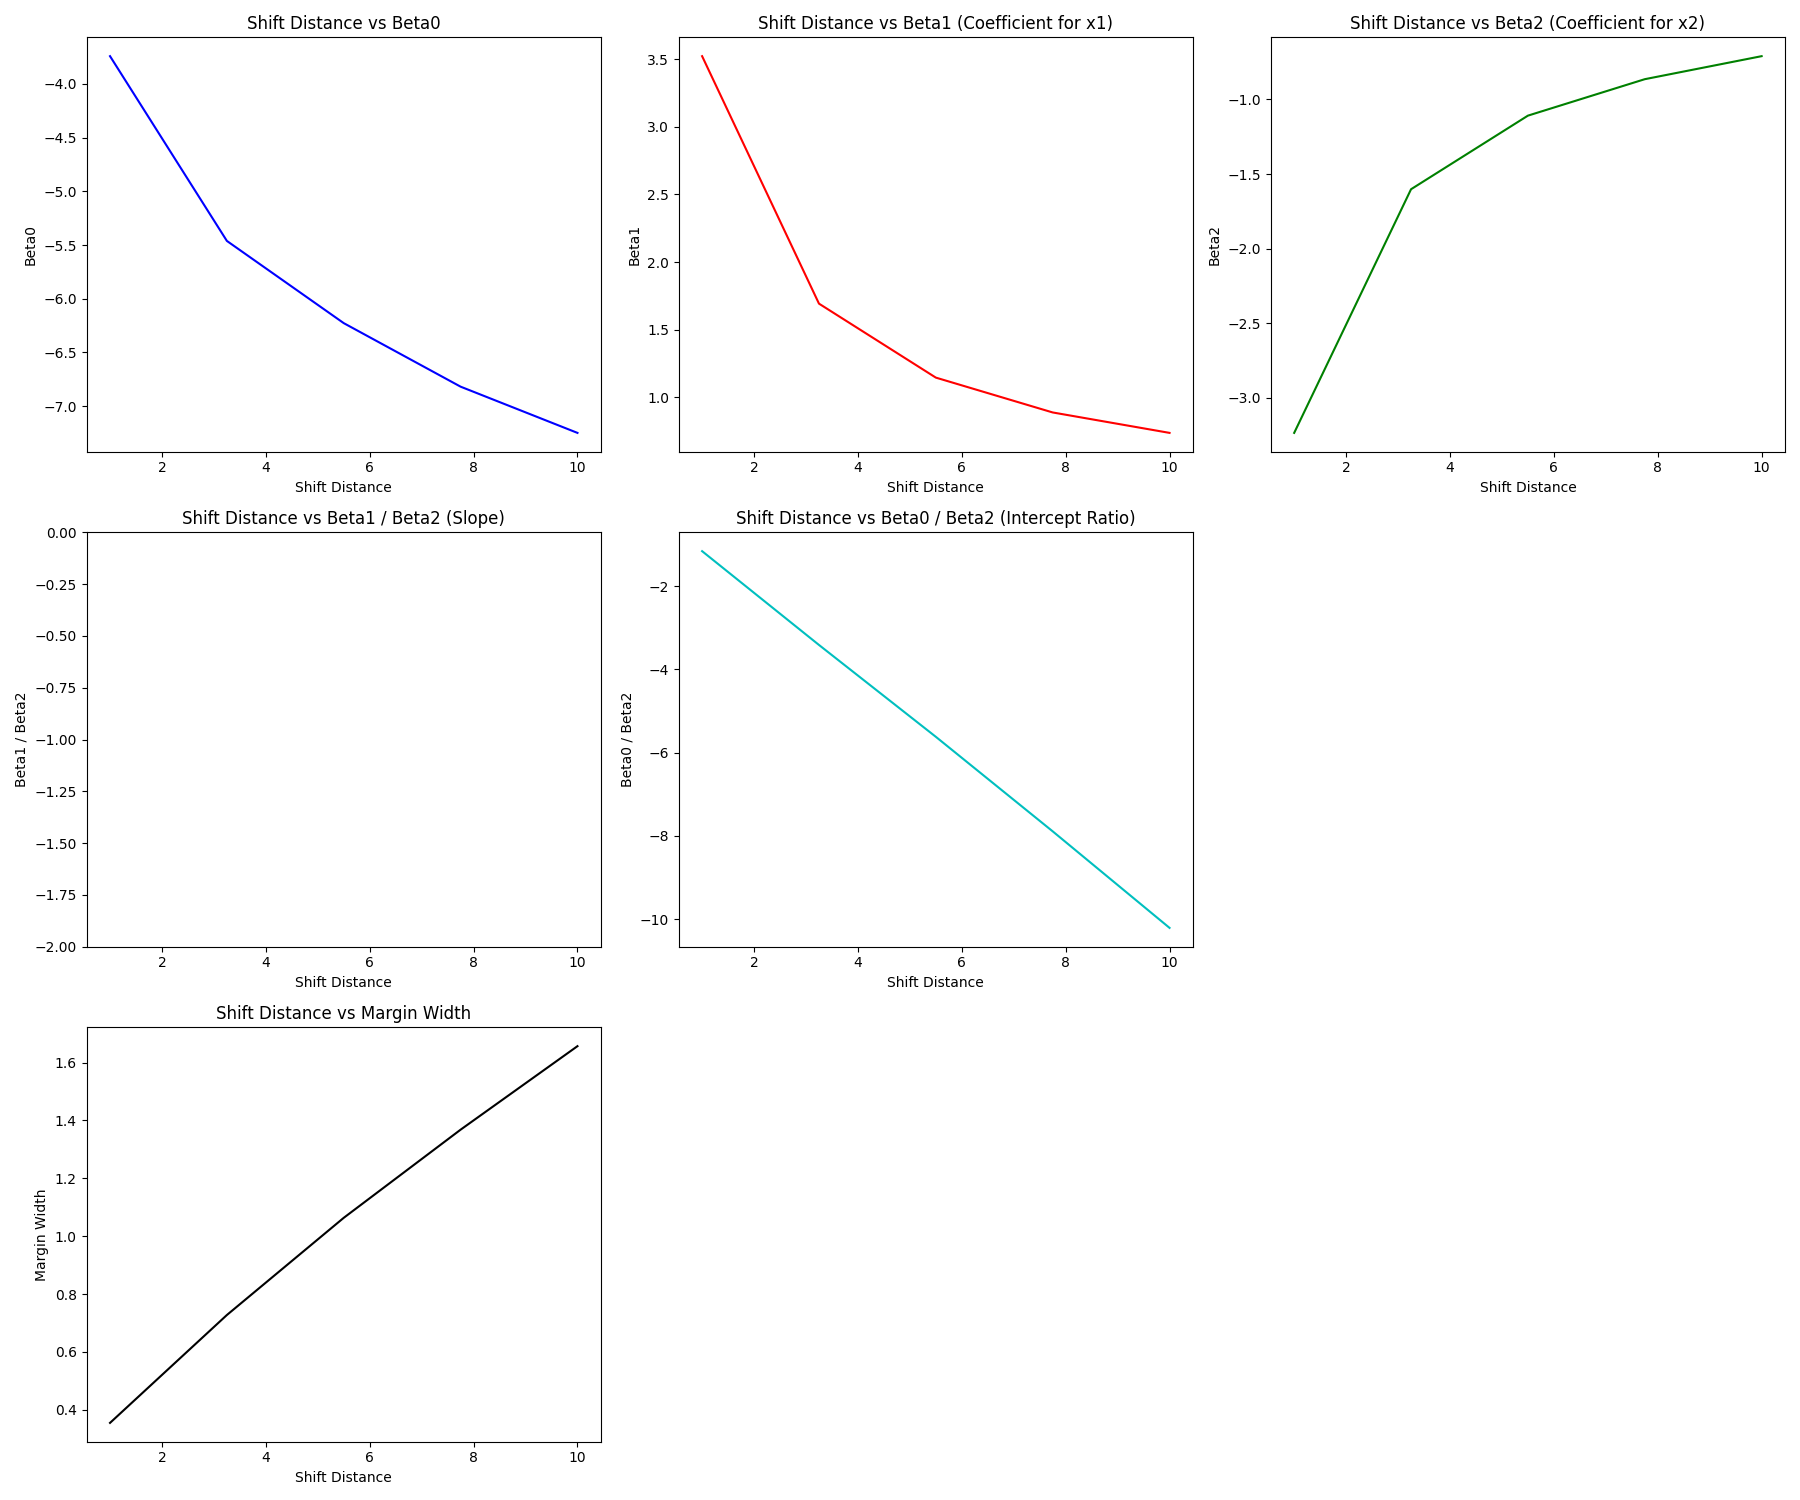 Shift Distance vs Beta0
Beta0
−4.0
−4.5
−5.0
−5.5
−6.0
−6.5
−7.0
2 4 6 8 10
Shift Distance
Shift Distance vs Beta1 (Coefficient for x1)
Beta1
3.5
3.0
2.5
2.0
1.5
1.0
2 4 6 8 10
Shift Distance
Shift Distance vs Beta2 (Coefficient for x2)
Beta2
−1.0
−1.5
−2.0
−2.5
−3.0
2 4 6 8 10
Shift Distance
Shift Distance vs Beta1 / Beta2 (Slope)
Beta1 / Beta2
0.00
−0.25
−0.50
−0.75
−1.00
−1.25
−1.50
−1.75
−2.00
2 4 6 8 10
Shift Distance
Shift Distance vs Beta0 / Beta2 (Intercept Ratio)
Beta0 / Beta2
−2
−4
−6
−8
−10
2 4 6 8 10
Shift Distance
Shift Distance vs Margin Width
Margin Width
1.6
1.4
1.2
1.0
0.8
0.6
0.4
2 4 6 8 10
Shift Distance